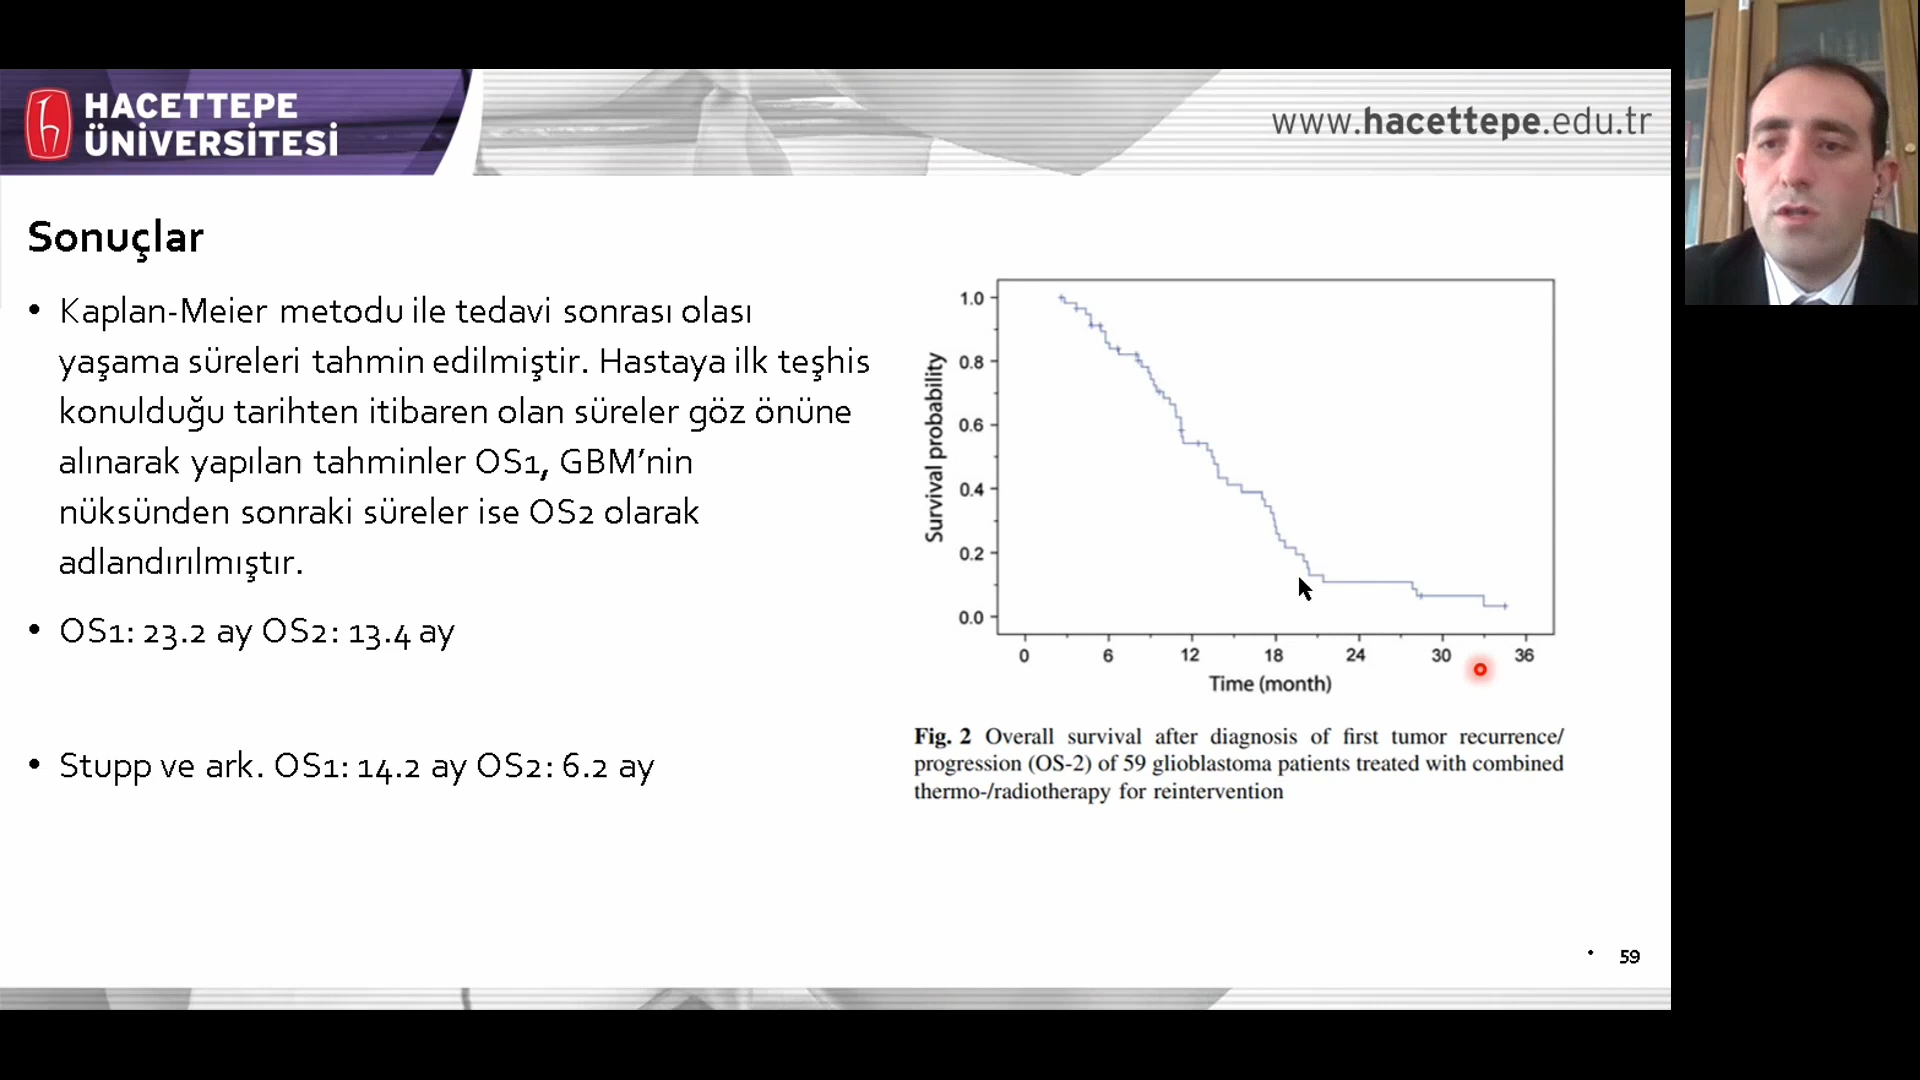 HACETTEPE
ÜNİVERSİTESİ
www.hacettepe.edu.tr
Sonuçlar
• Kaplan-Meier metodu ile tedavi sonrası olası
yaşama süreleri tahmin edilmiştir. Hastaya ilk teşhis
konulduğu tarihten itibaren olan süreler göz önüne
alınarak yapılan tahminler OS1, GBM’nin
nüksünden sonraki süreler ise OS2 olarak
adlandırılmıştır.
• OS1: 23.2 ay OS2: 13.4 ay
• Stupp ve ark. OS1: 14.2 ay OS2: 6.2 ay
Survival probability
1.0
0.8
0.6
0.4
0.2
0.0
0 6 12 18 24 30 36
Time (month)
Fig. 2 Overall survival after diagnosis of first tumor recurrence/
progression (OS-2) of 59 glioblastoma patients treated with combined
thermo-/radiotherapy for reintervention
• 59